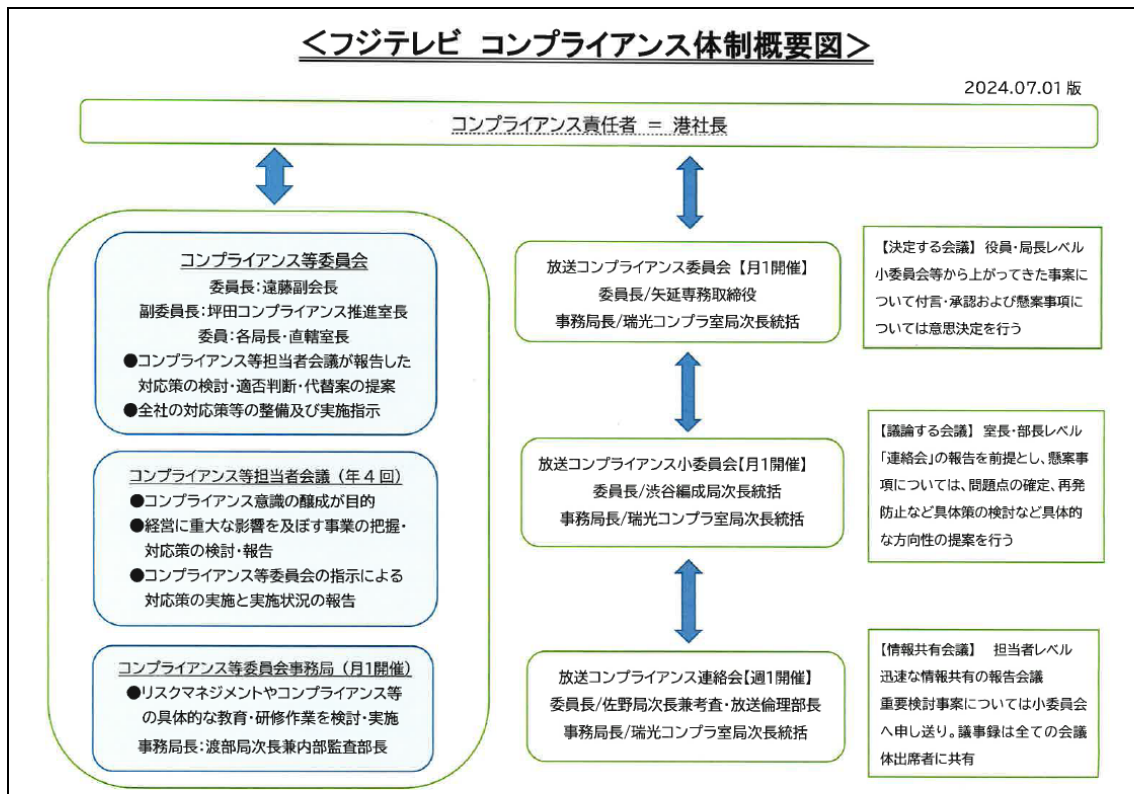 ＜フジテレビ コンプライアンス体制概要図＞
2024.07.01 版
コンプライアンス責任者 ＝ 港社長
コンプライアンス等委員会
委員長：遠藤副会長
副委員長：坪田コンプライアンス推進室長
委員：各局長・直轄室長
●コンプライアンス等担当者会議が報告した
対応策の検討・適否判断・代替案の提案
●全社の対応策等の整備及び実施指示
コンプライアンス等担当者会議（年４回）
●コンプライアンス意識の醸成が目的
●経営に重大な影響を及ぼす事業の把握・
対応策の検討・報告
●コンプライアンス等委員会の指示による
対応策の実施と実施状況の報告
コンプライアンス等委員会事務局（月1開催）
●リスクマネジメントやコンプライアンス等
の具体的な教育・研修作業を検討・実施
事務局長：渡部局次長兼内部監査部長
放送コンプライアンス委員会【月1開催】
委員長/矢延専務取締役
事務局長/瑞光コンプラ室局次長統括
【決定する会議】 役員・局長レベル
小委員会等から上がってきた事案に
ついて付言・承認および懸案事項に
ついては意思決定を行う
放送コンプライアンス小委員会【月1開催】
委員長/渋谷編成局次長統括
事務局長/瑞光コンプラ室局次長統括
【議論する会議】 室長・部長レベル
「連絡会」の報告を前提とし、懸案事
項については、問題点の確定、再発
防止など具体策の検討など具体的
な方向性の提案を行う
放送コンプライアンス連絡会【週1開催】
委員長/佐野局次長兼考査・放送倫理部長
事務局長/瑞光コンプラ室局次長統括
【情報共有会議】 担当者レベル
迅速な情報共有の報告会議
重要検討事案については小委員会
へ申し送り。議事録は全ての会議
体出席者に共有